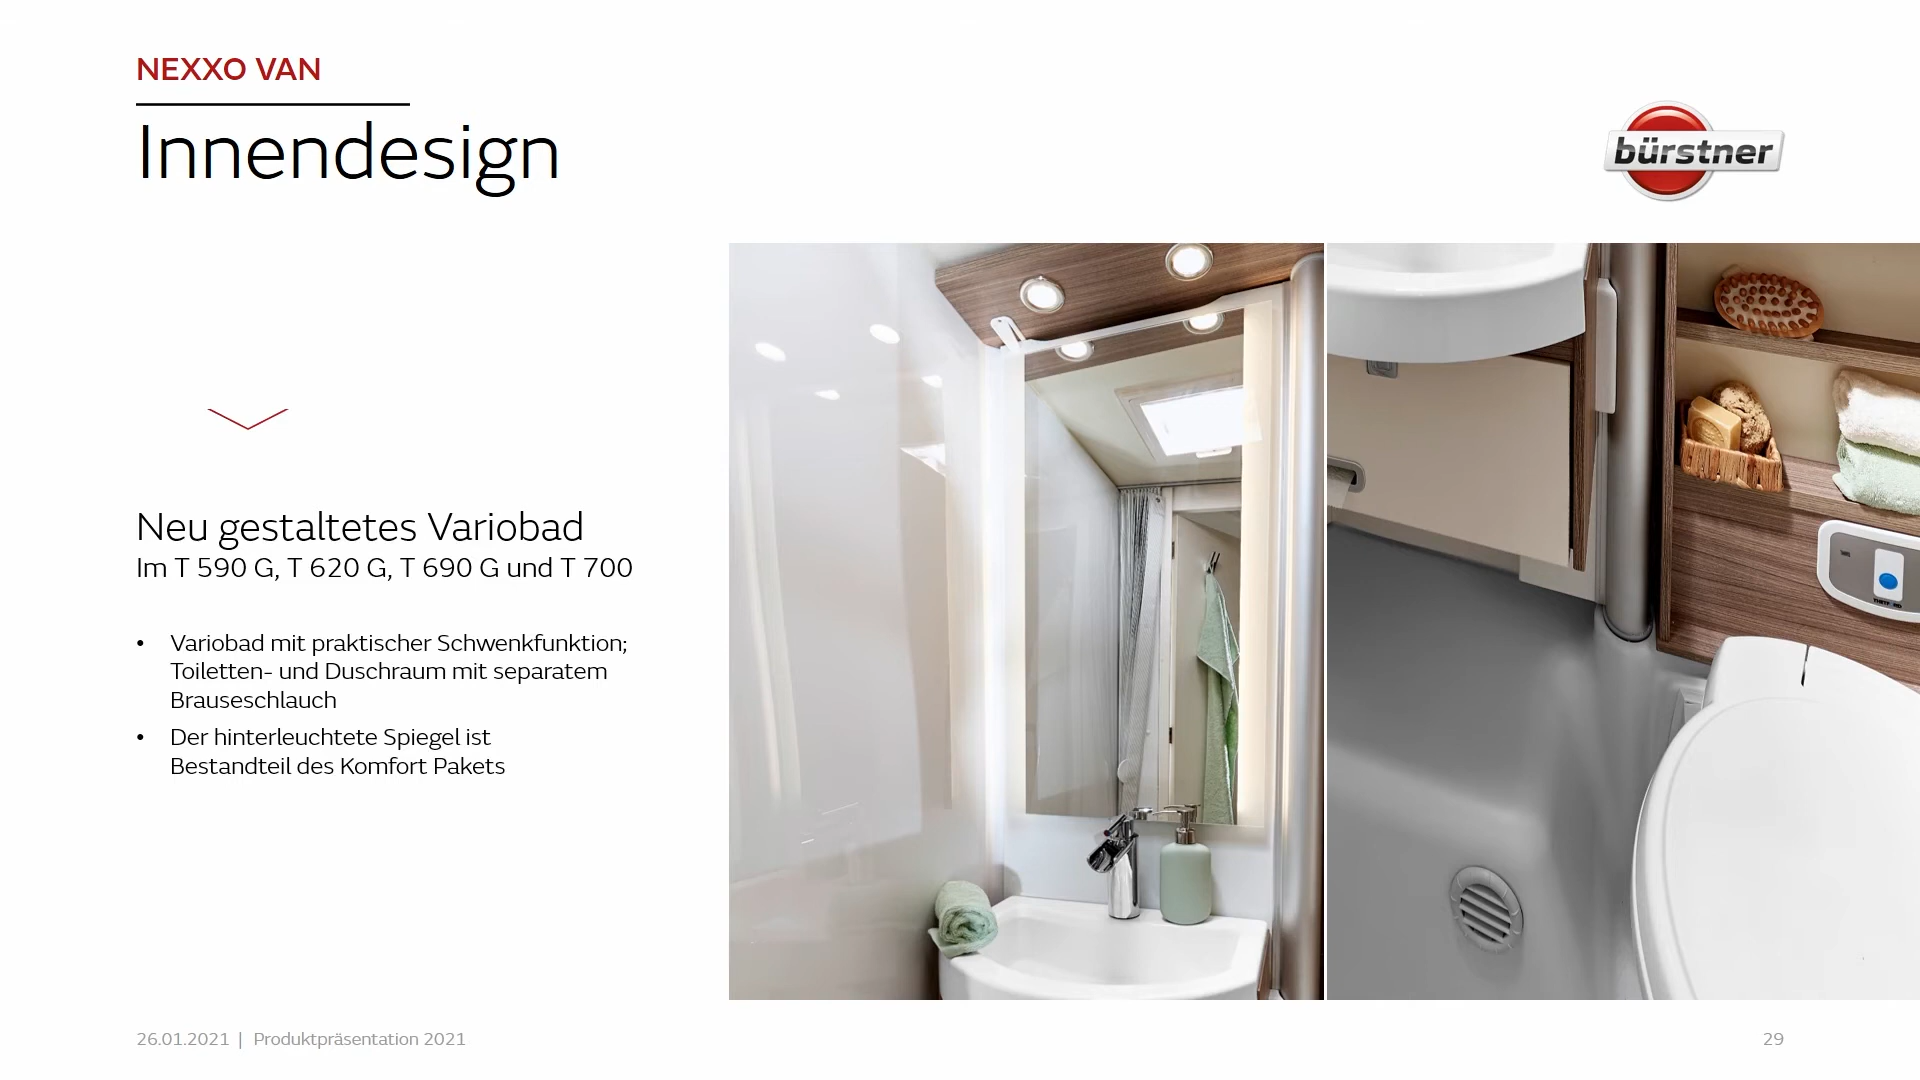 NEXXO VAN
Innendesign
bürstner
Neu gestaltetes Variobad
Im T 590 G, T 620 G, T 690 G und T 700
• Variobad mit praktischer Schwenkfunktion;
Toiletten- und Duschraum mit separatem
Brauseschlauch
• Der hinterleuchtete Spiegel ist
Bestandteil des Komfort Pakets
26.01.2021 | Produktpräsentation 2021
29